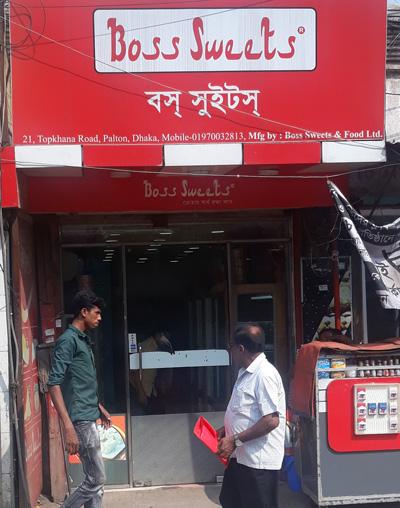 Boss Sweets®
বস্ সুইটস্
21, Topkhana Road, Palton, Dhaka, Mobile-01970032813, Mfg by : Boss Sweets & Food Ltd.
Boss Sweets®